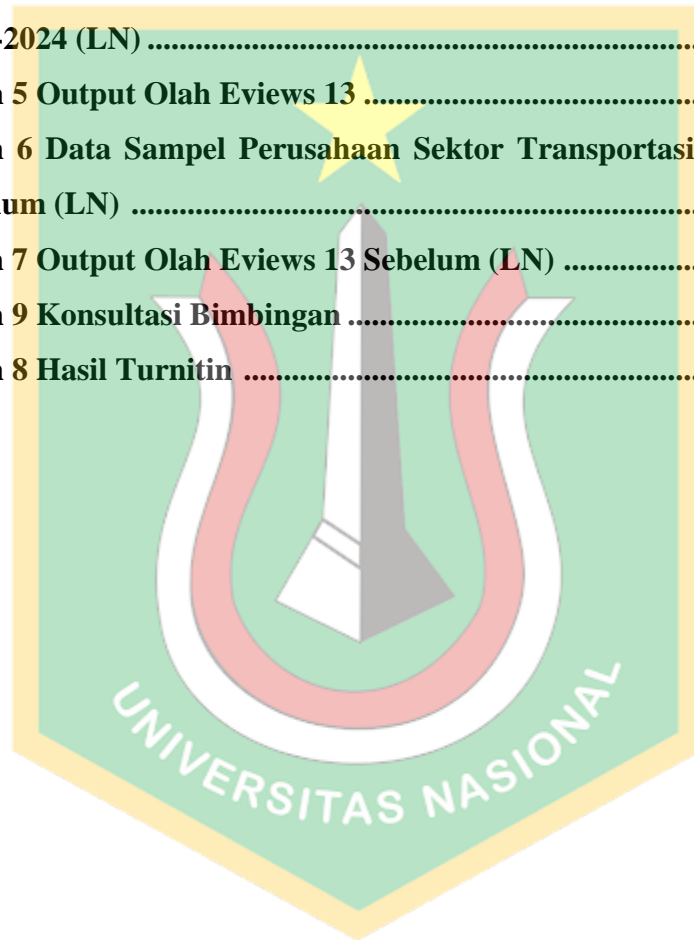 -2024 (LN) ........................................................................
n 5 Output Olah Eviews 13 ...........................................
n 6 Data Sampel Perusahaan Sektor Transportasi
um (LN) ..........................................................................
n 7 Output Olah Eviews 13 Sebelum (LN) .................
n 9 Konsultasi Bimbingan .............................................
n 8 Hasil Turnitin ..........................................................
UNIVERSITAS NASIONAL